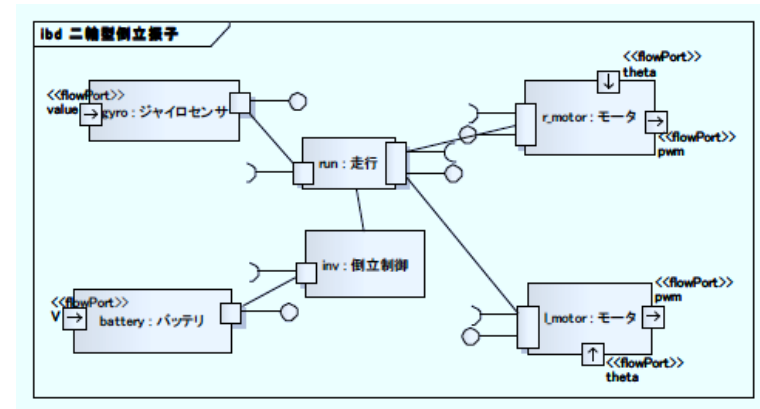 ibd 二輪型倒立振子
<<flowPort>>
value
gyro : ジャイロセンサ
<<flowPort>>
theta
r_motor : モータ
<<flowPort>>
pwm
run : 走行
inv : 倒立制御
<<flowPort>>
V
battery : バッテリ
<<flowPort>>
pwm
l_motor : モータ
<<flowPort>>
theta